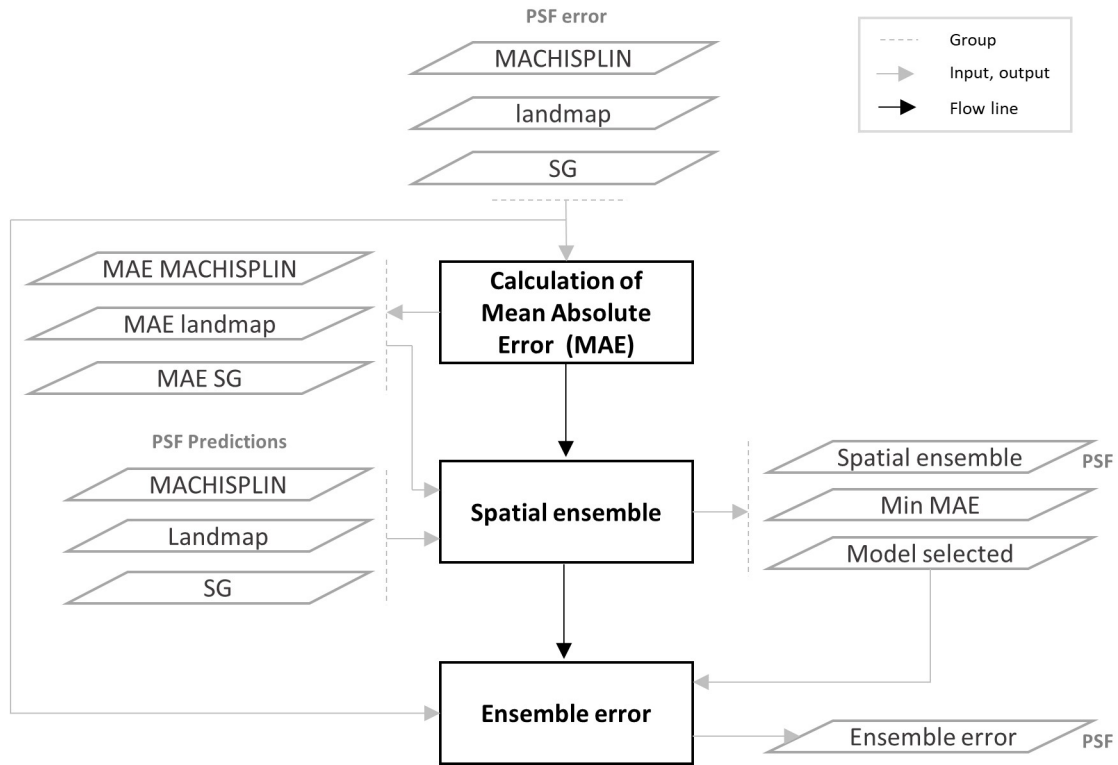 PSF error
MACHISPLIN
landmap
SG
Group
Input, output
Flow line
MAE MACHISPLIN
MAE landmap
MAE SG
Calculation of
Mean Absolute
Error (MAE)
PSF Predictions
MACHISPLIN
Landmap
SG
Spatial ensemble
Spatial ensemble PSF
Min MAE
Model selected
Ensemble error
Ensemble error PSF